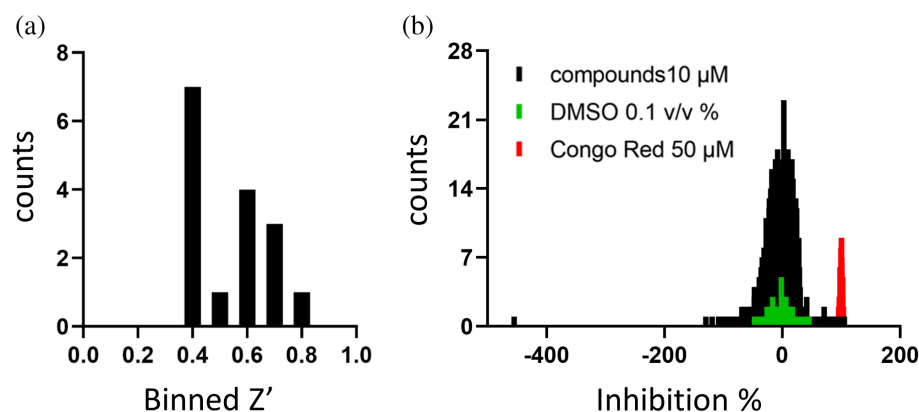 (a)
counts
8
6
4
2
0
0.0 0.2 0.4 0.6 0.8 1.0
Binned Z’
(b)
counts
28
21
14
7
0
compounds10 µM
DMSO 0.1 v/v %
Congo Red 50 µM
-400 -200 0 200
Inhibition %